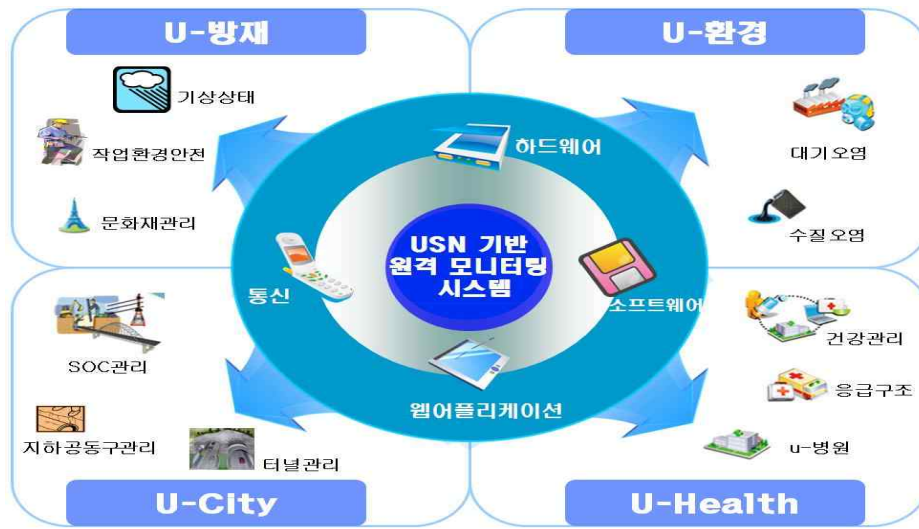 U-방재
U-환경
기상상태
작업환경안전
문화재관리
하드웨어
대기오염
수질오염
USN 기반
원격 모니터링
시스템
통신
소프트웨어
웹어플리케이션
SOC관리
지하공동구관리
터널관리
건강관리
응급구조
u-병원
U-City
U-Health